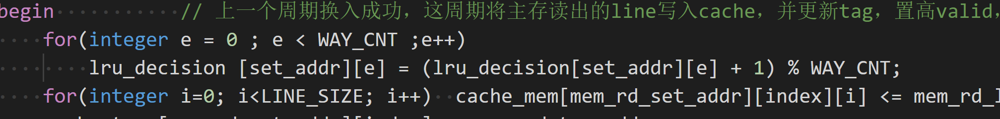 begin // 上一个周期换入成功，这周期将主存读出的line写入cache，并更新tag，置高valid，
for(integer e = 0 ; e < WAY_CNT ;e++)
lru_decision [set_addr][e] = (lru_decision[set_addr][e] + 1) % WAY_CNT;
for(integer i=0; i<LINE_SIZE; i++) cache_mem[mem_rd_set_addr][index][i] <= mem_rd_